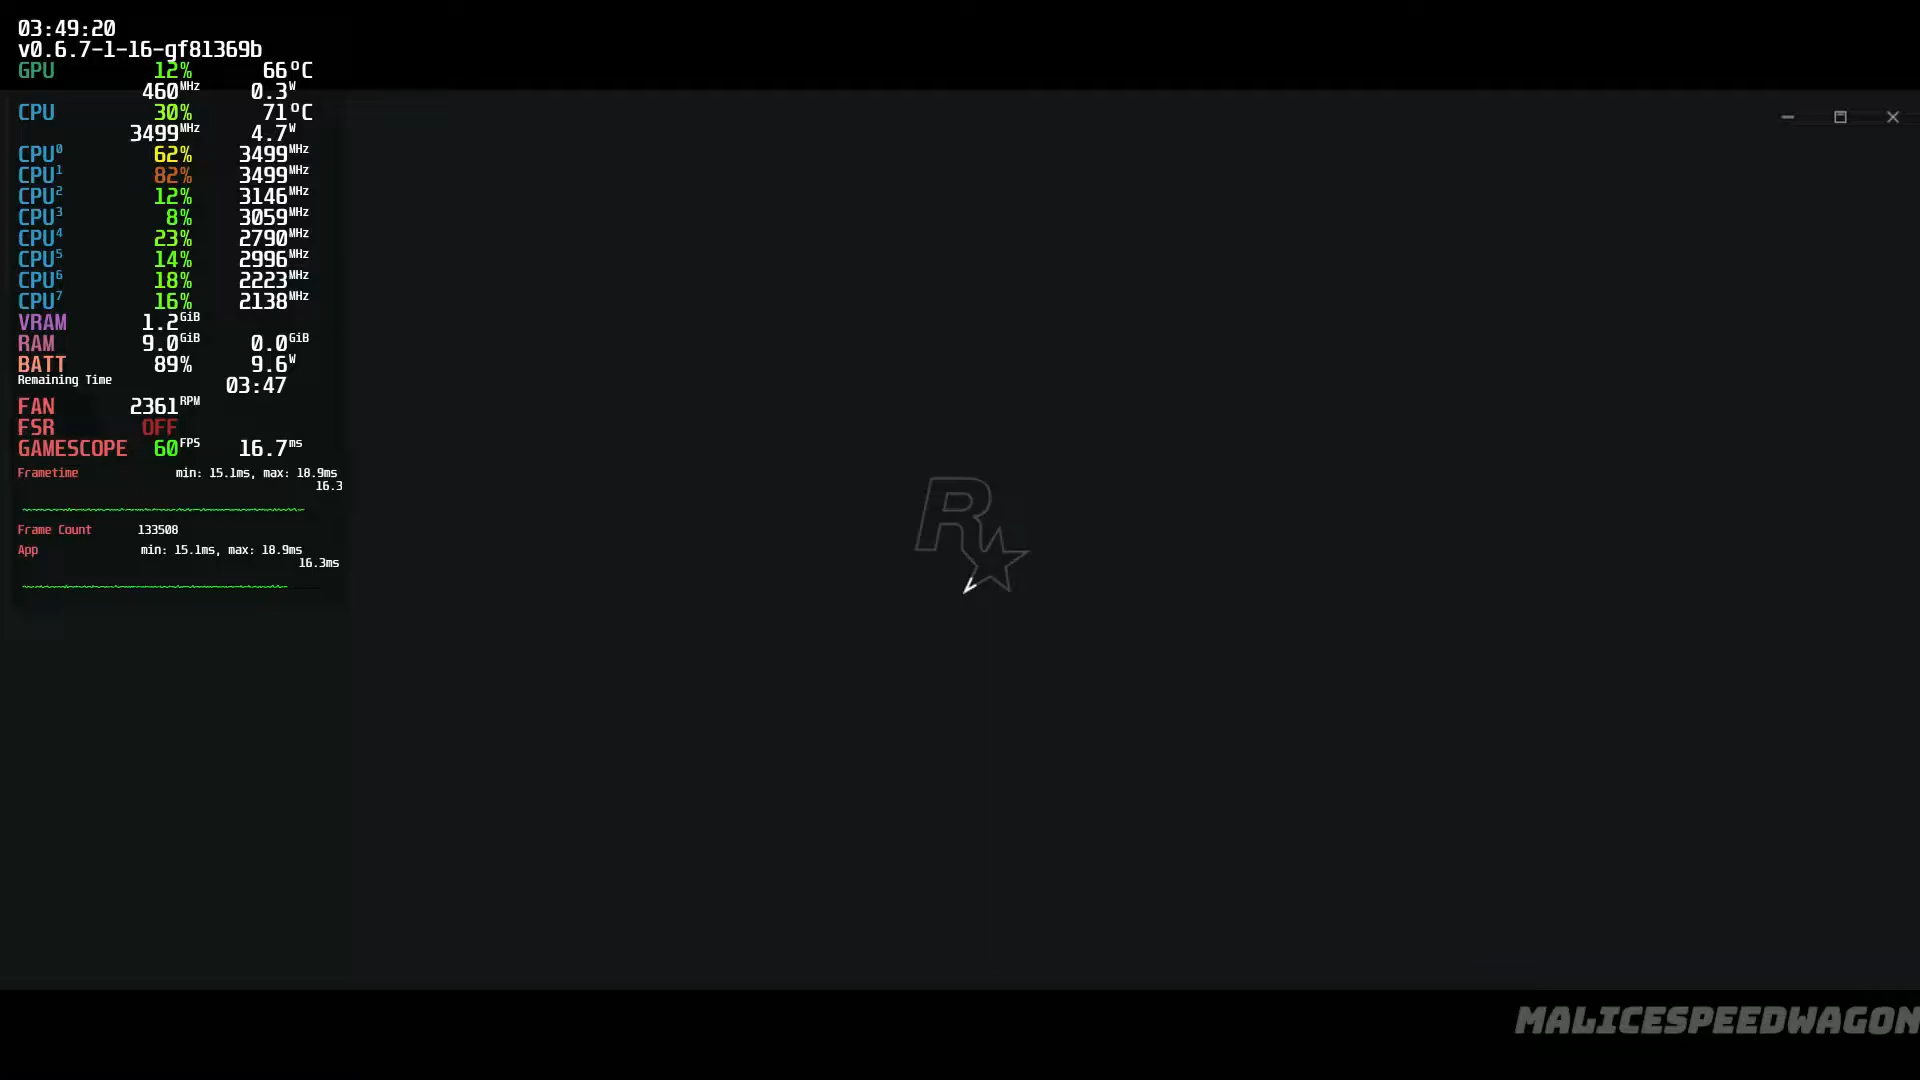 03:49:20
v0.6.7-1-16-gf81369b
GPU 12% 66°C
460MHz 0.3W
CPU 30% 71°C
3499MHz 4.7W
CPU0 62% 3499MHz
CPU1 82% 3499MHz
CPU2 12% 3146MHz
CPU3 8% 3059MHz
CPU4 23% 2790MHz
CPU5 14% 2996MHz
CPU6 18% 2223MHz
CPU7 16% 2138MHz
VRAM 1.2GiB
RAM 9.0GiB 0.0GiB
BATT 89% 9.6W
Remaining Time 03:47
FAN 2361RPM
FSR OFF
GAMESCOPE 60FPS 16.7ms
Frametime min: 15.1ms, max: 18.9ms
16.3
Frame Count 133508
App min: 15.1ms, max: 18.9ms
16.3ms
R
MALICESPEEDWAGON